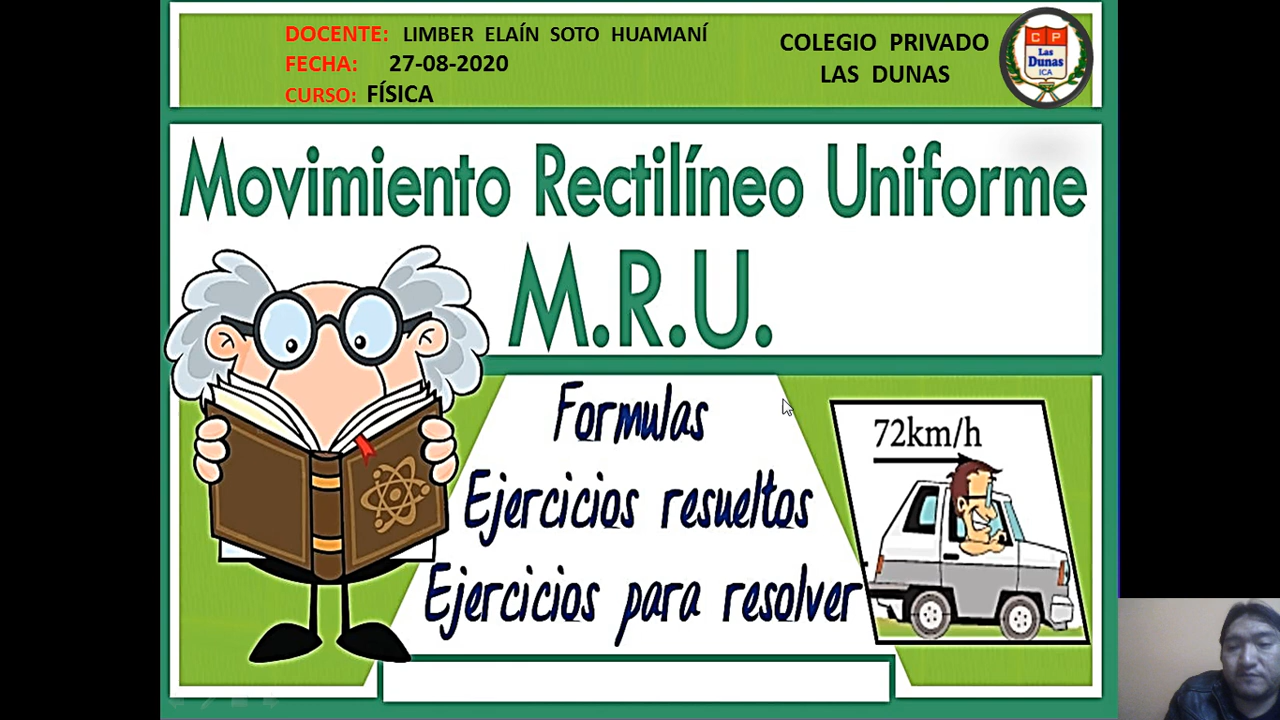 DOCENTE: LIMBER ELAÍN SOTO HUAMANÍ
FECHA: 27-08-2020
CURSO: FÍSICA
COLEGIO PRIVADO
LAS DUNAS
C P
Las
Dunas
ICA
Movimiento Rectilíneo Uniforme
M.R.U.
Formulas
Ejercicios resueltos
Ejercicios para resolver
72km/h